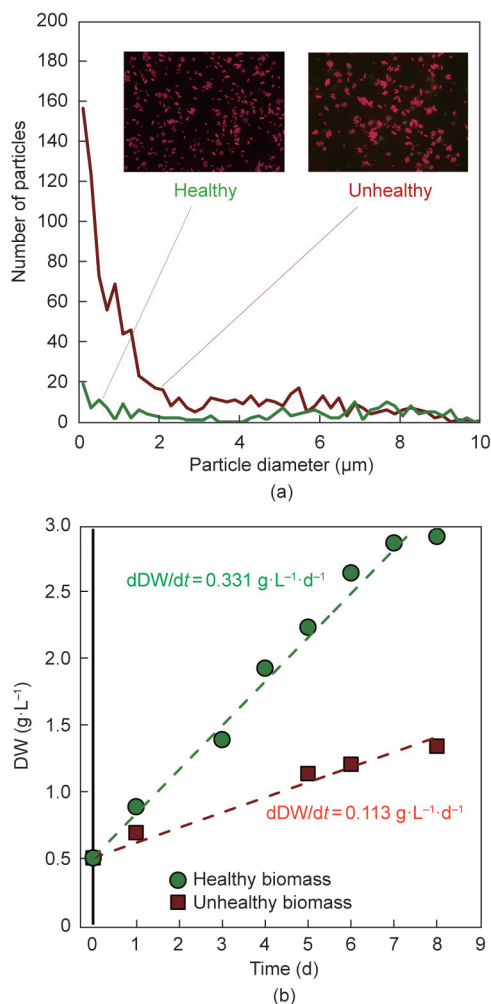 200
180
160
140
120
100
80
60
40
20
0
Number of particles
Healthy
Unhealthy
0 2 4 6 8 10
Particle diameter (μm)
(a)
3.0
2.5
2.0
1.5
1.0
0.5
0
DW (g·L⁻¹)
dDW/dt = 0.331 g·L⁻¹·d⁻¹
dDW/dt = 0.113 g·L⁻¹·d⁻¹
Healthy biomass
Unhealthy biomass
0 1 2 3 4 5 6 7 8 9
Time (d)
(b)